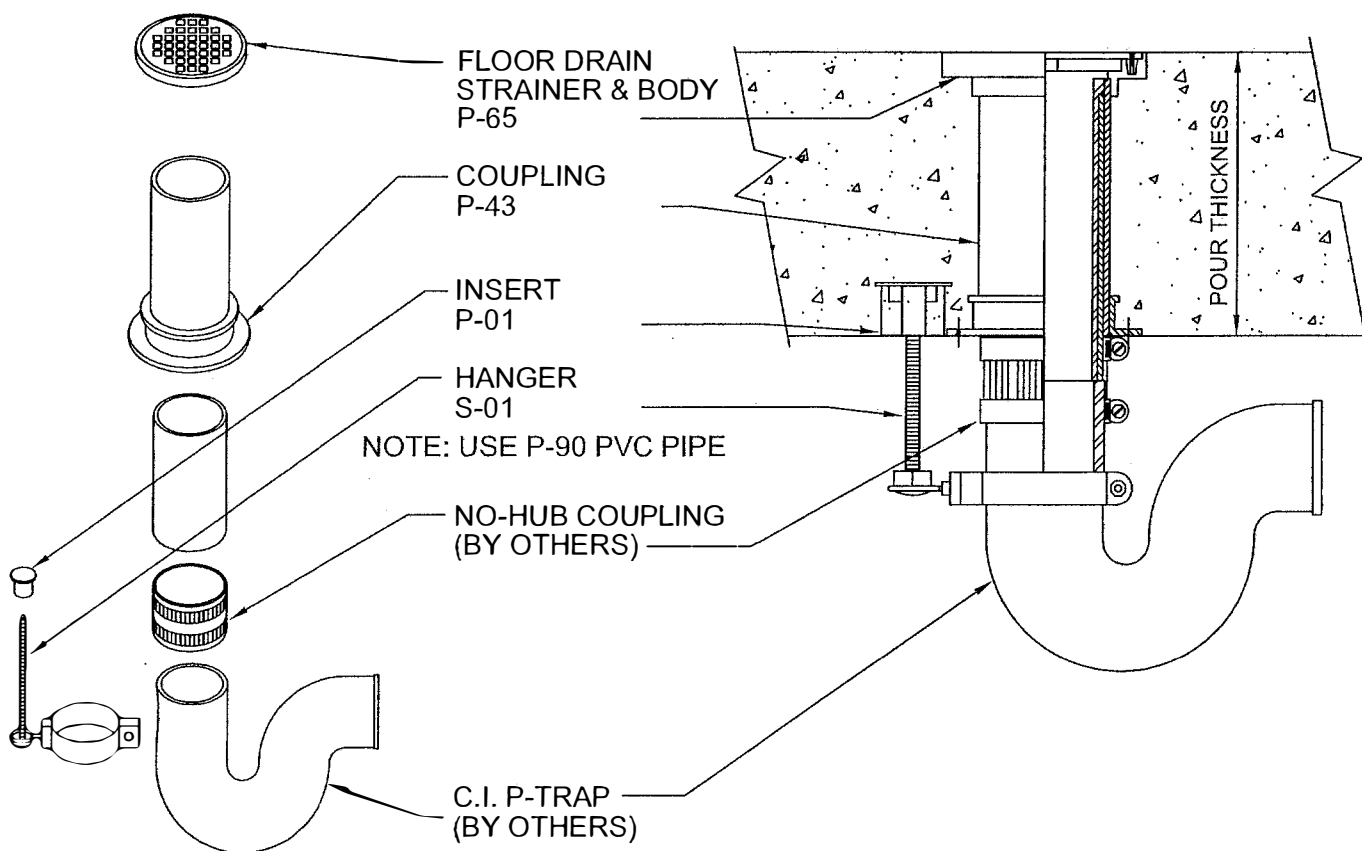 FLOOR DRAIN
STRAINER & BODY
P-65
COUPLING
P-43
INSERT
P-01
HANGER
S-01
NOTE: USE P-90 PVC PIPE
NO-HUB COUPLING
(BY OTHERS)
C.I. P-TRAP
(BY OTHERS)
POUR THICKNESS